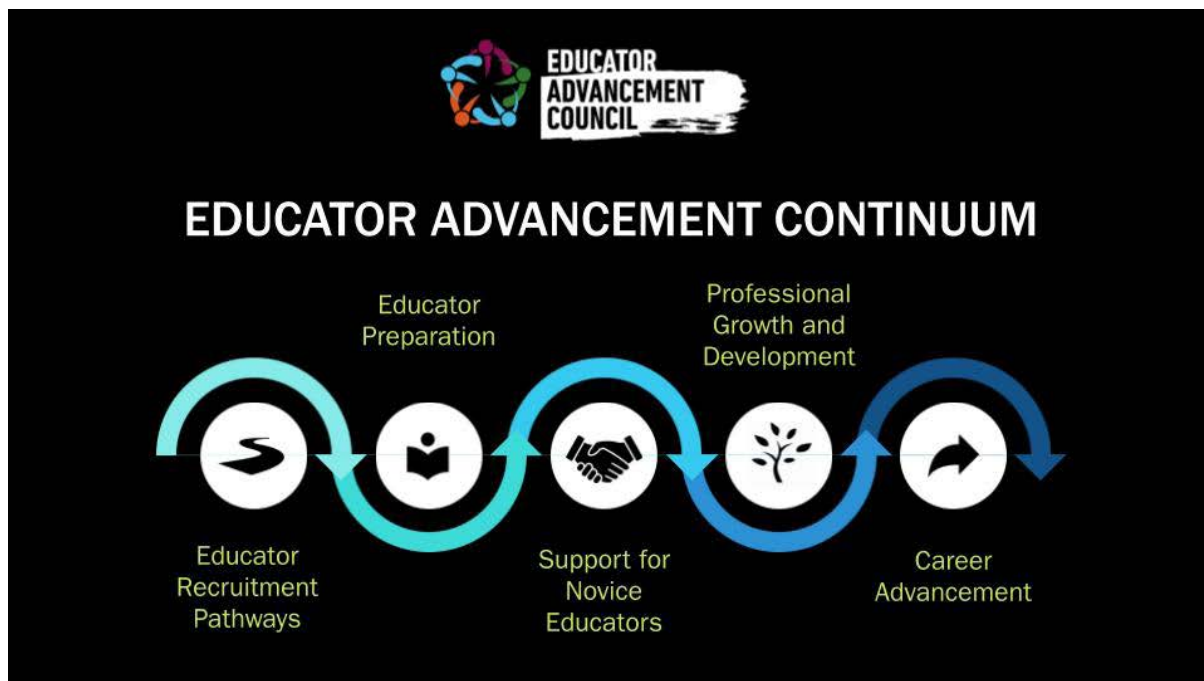 EDUCATOR
ADVANCEMENT
COUNCIL
EDUCATOR ADVANCEMENT CONTINUUM
Educator
Recruitment
Pathways
Educator
Preparation
Support for
Novice
Educators
Professional
Growth and
Development
Career
Advancement